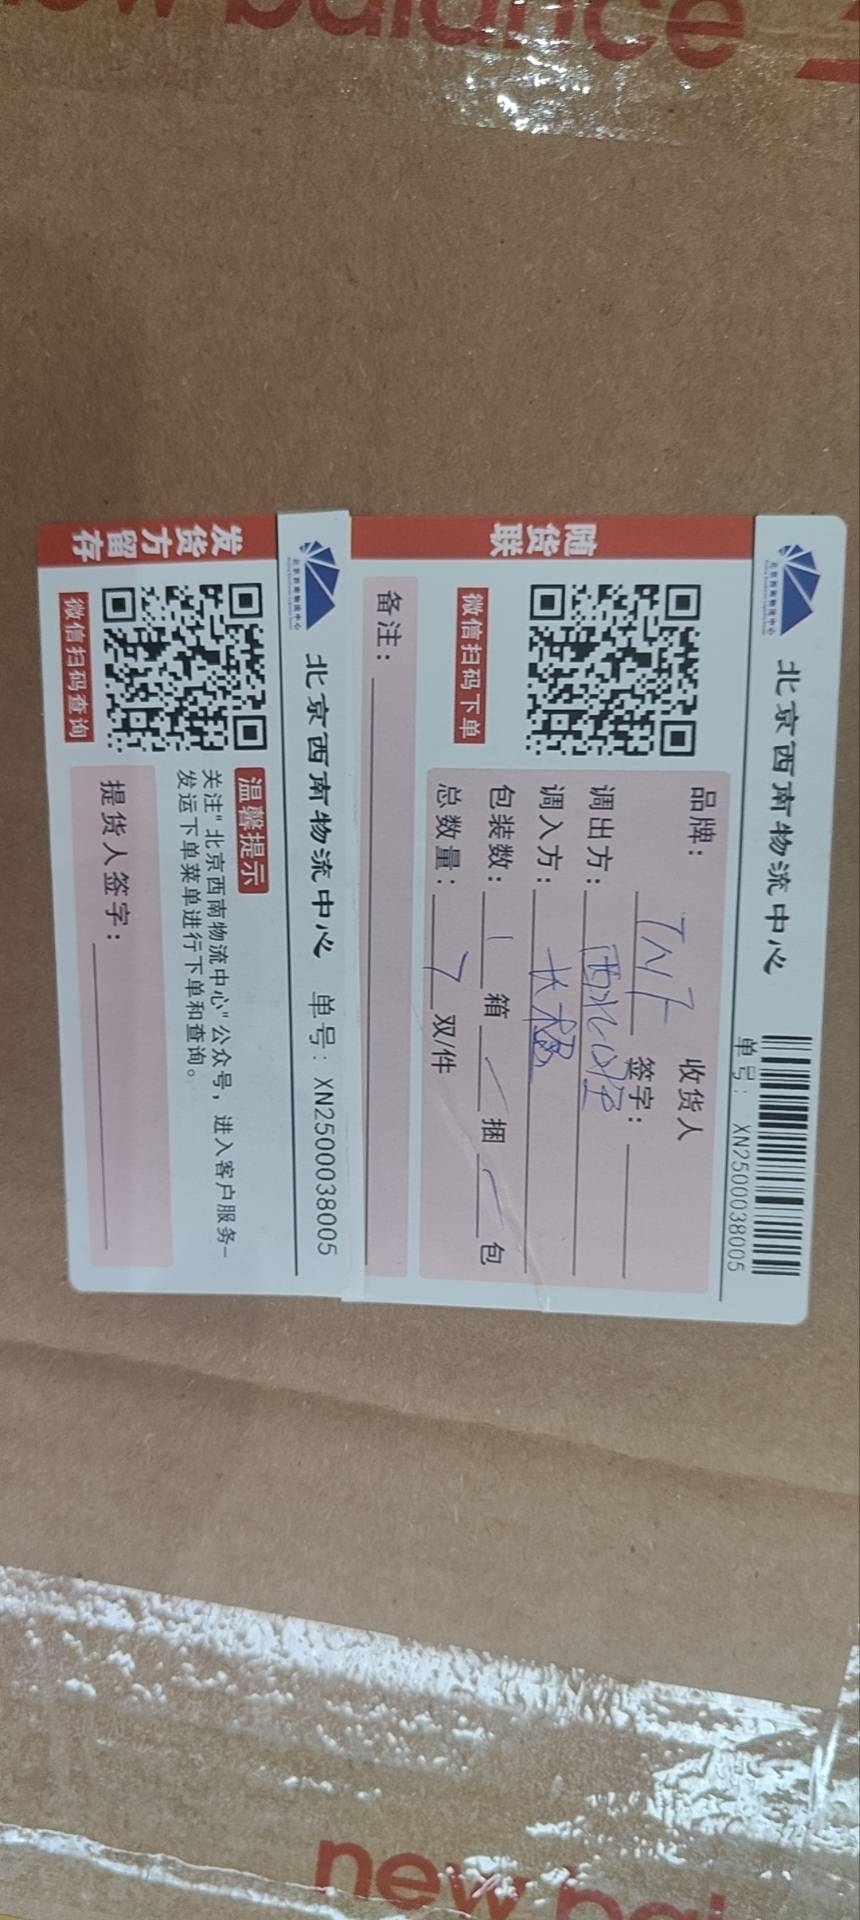 new balance
北京西南物流中心
单号: XN2500038005
随货联
微信扫码下单
品牌: TNF 收货人
签字:
调出方: 西北旺
调入方: 长楹
包装数: 1 箱 捆 包
总数量: 7 双/件
备注:
北京西南物流中心 单号: XN2500038005
发货方留存
微信扫码查询
温馨提示
关注"北京西南物流中心"公众号，进入客户服务-
发运下单菜单进行下单和查询。
提货人签字:
new bal